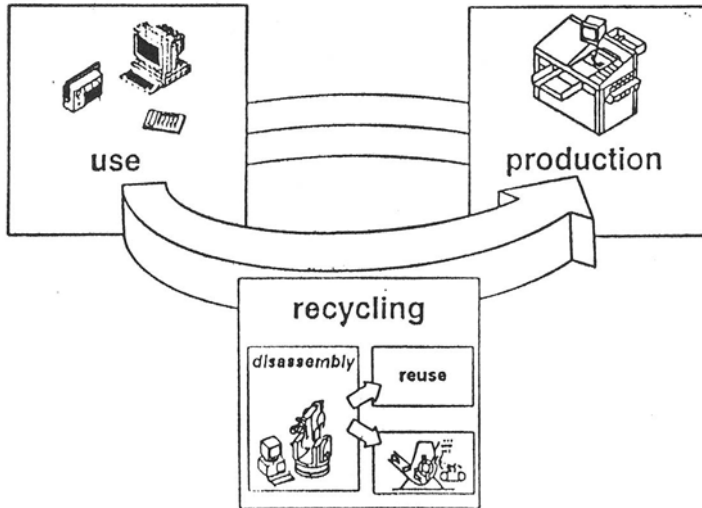 use
production
recycling
disassembly
reuse